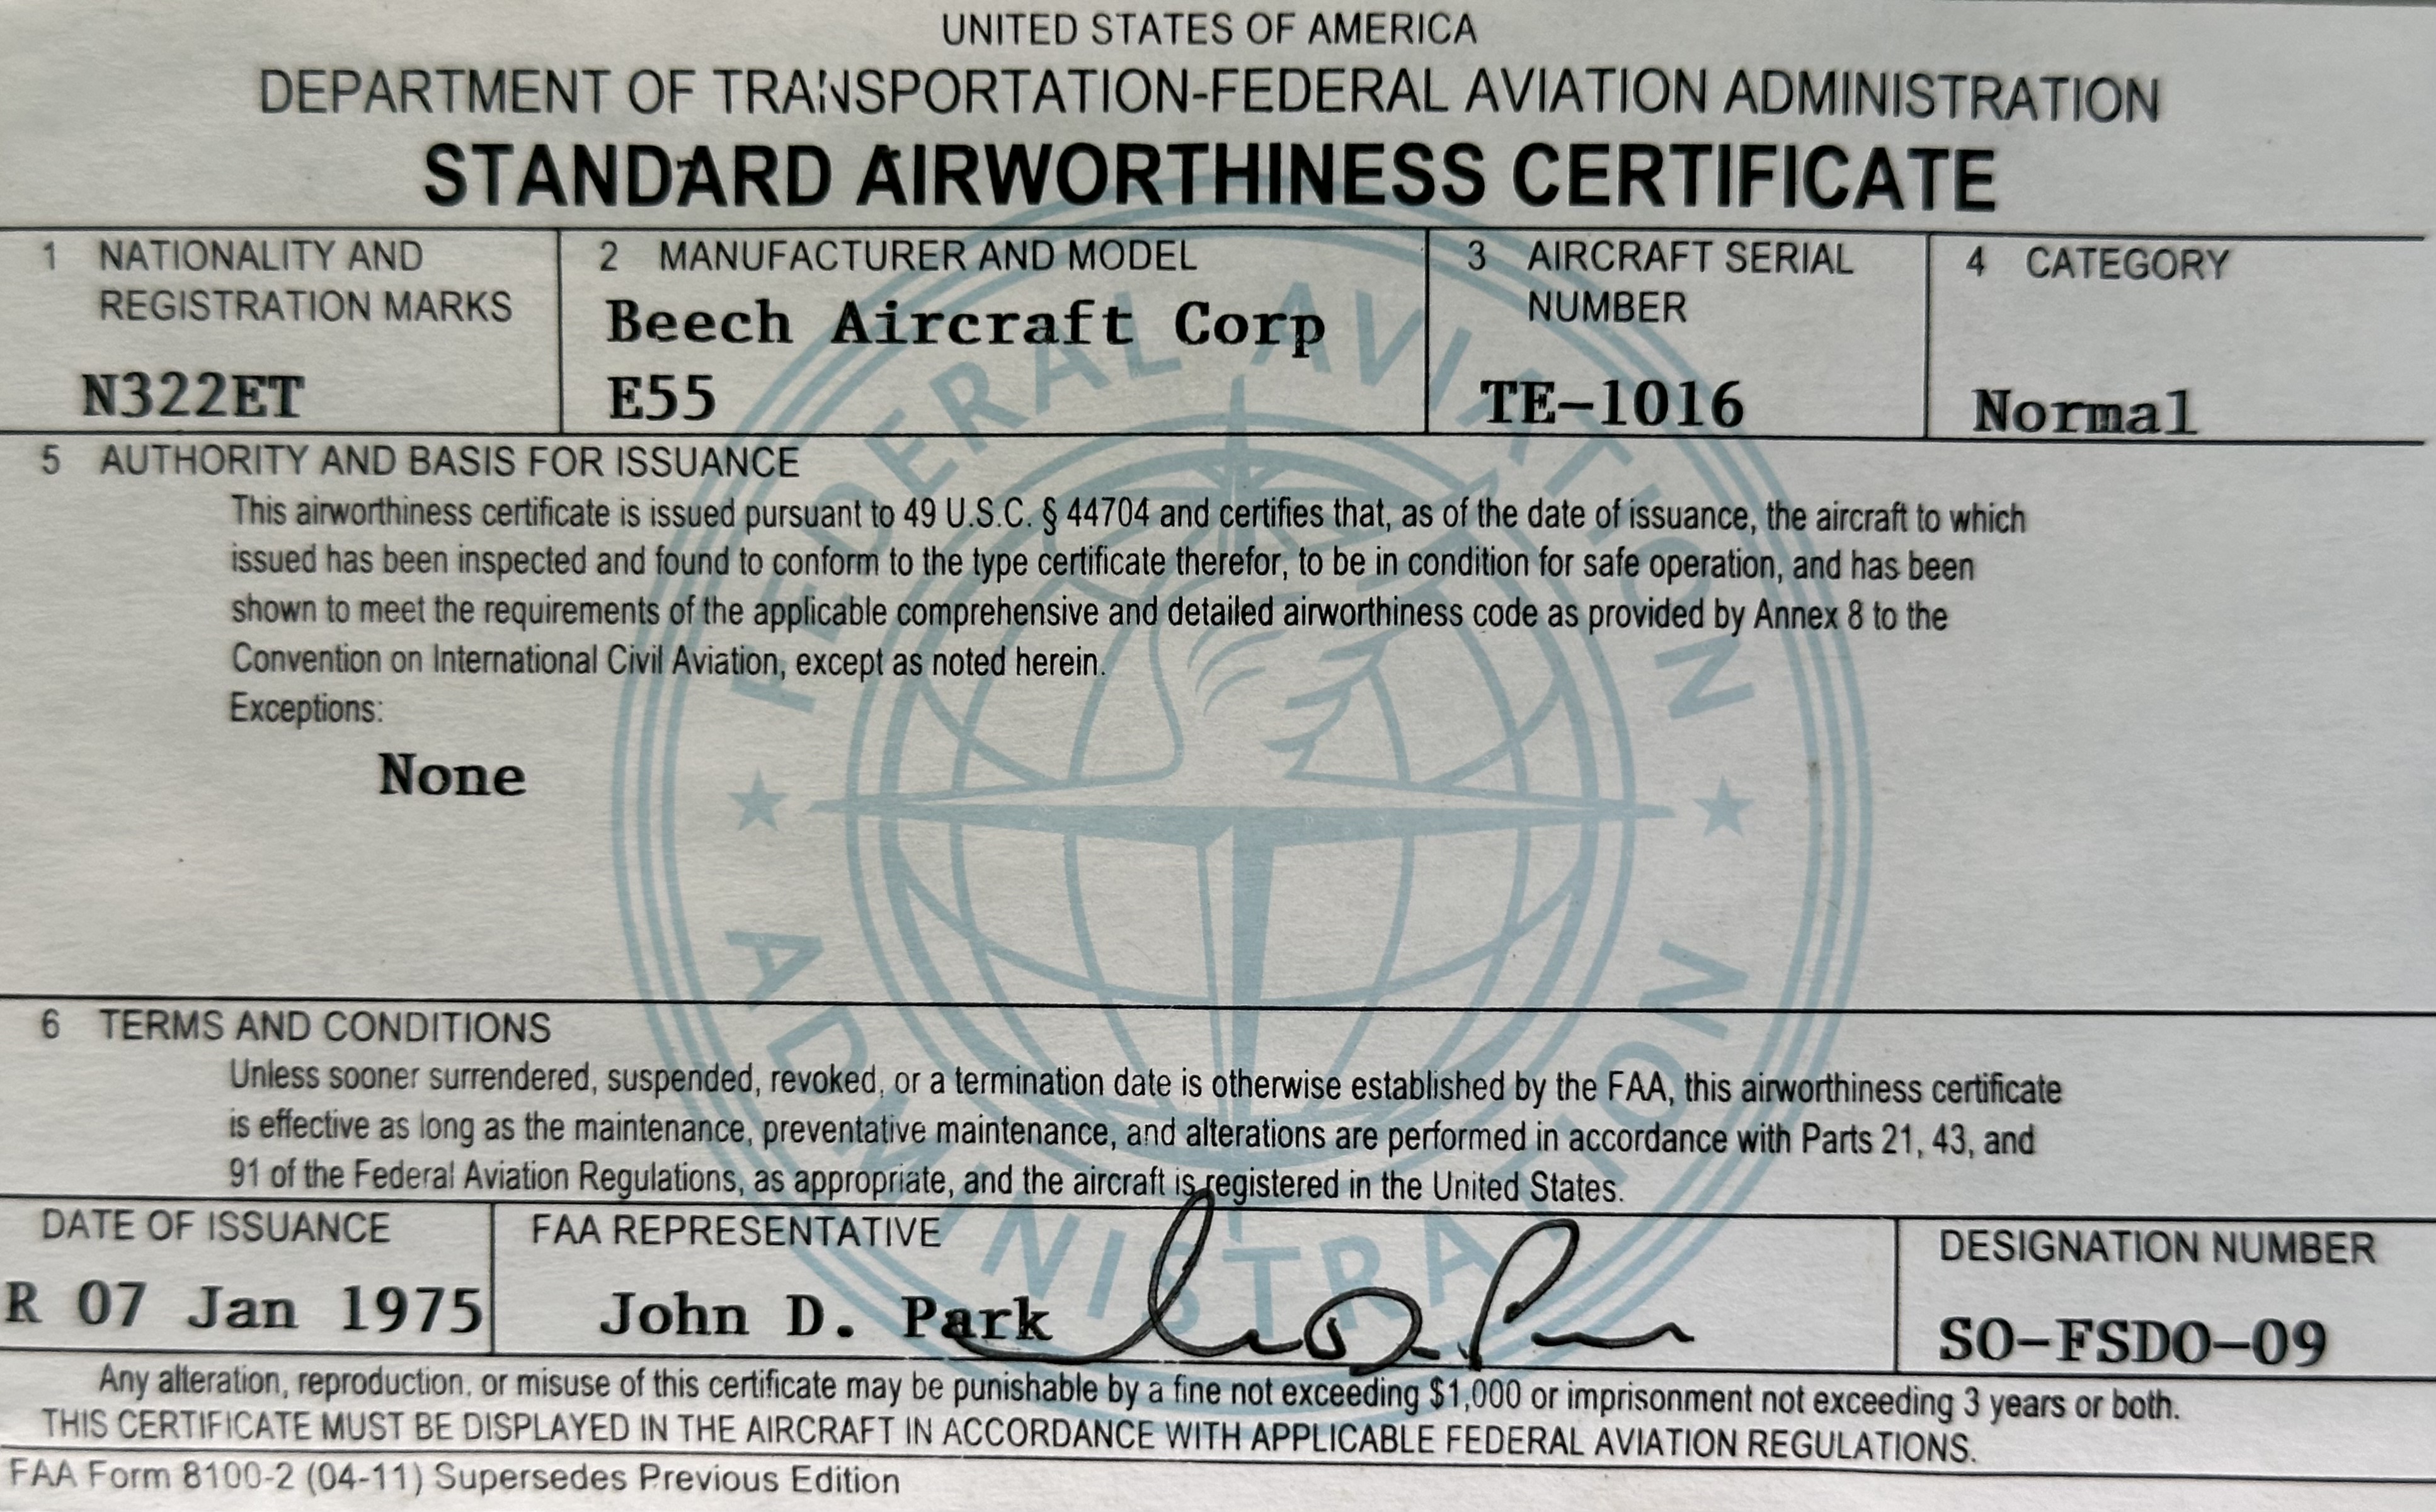 UNITED STATES OF AMERICA
DEPARTMENT OF TRANSPORTATION-FEDERAL AVIATION ADMINISTRATION
STANDARD AIRWORTHINESS CERTIFICATE
1 NATIONALITY AND
REGISTRATION MARKS
N322ET
2 MANUFACTURER AND MODEL
Beech Aircraft Corp
E55
3 AIRCRAFT SERIAL
NUMBER
TE-1016
4 CATEGORY
Normal
5 AUTHORITY AND BASIS FOR ISSUANCE
This airworthiness certificate is issued pursuant to 49 U.S.C. § 44704 and certifies that, as of the date of issuance, the aircraft to which
issued has been inspected and found to conform to the type certificate therefor, to be in condition for safe operation, and has been
shown to meet the requirements of the applicable comprehensive and detailed airworthiness code as provided by Annex 8 to the
Convention on International Civil Aviation, except as noted herein.
Exceptions:
None
FEDERAL AVIATION
ADMINISTRATION
6 TERMS AND CONDITIONS
Unless sooner surrendered, suspended, revoked, or a termination date is otherwise established by the FAA, this airworthiness certificate
is effective as long as the maintenance, preventative maintenance, and alterations are performed in accordance with Parts 21, 43, and
91 of the Federal Aviation Regulations, as appropriate, and the aircraft is registered in the United States.
DATE OF ISSUANCE
R 07 Jan 1975
FAA REPRESENTATIVE
John D. Park
DESIGNATION NUMBER
SO-FSDO-09
Any alteration, reproduction, or misuse of this certificate may be punishable by a fine not exceeding $1,000 or imprisonment not exceeding 3 years or both.
THIS CERTIFICATE MUST BE DISPLAYED IN THE AIRCRAFT IN ACCORDANCE WITH APPLICABLE FEDERAL AVIATION REGULATIONS.
FAA Form 8100-2 (04-11) Supersedes Previous Edition